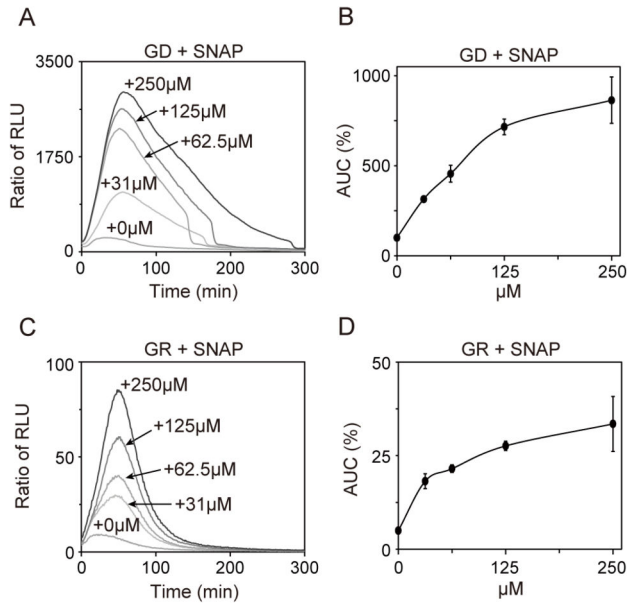 A
GD + SNAP
3500
1750
0
Ratio of RLU
+250µM
+125µM
+62.5µM
+31µM
+0µM
0
100
200
300
Time (min)
B
GD + SNAP
1000
500
0
AUC (%)
0
125
250
µM
C
GR + SNAP
100
50
0
Ratio of RLU
+250µM
+125µM
+62.5µM
+31µM
+0µM
0
100
200
300
Time (min)
D
GR + SNAP
50
25
0
AUC (%)
0
125
250
µM